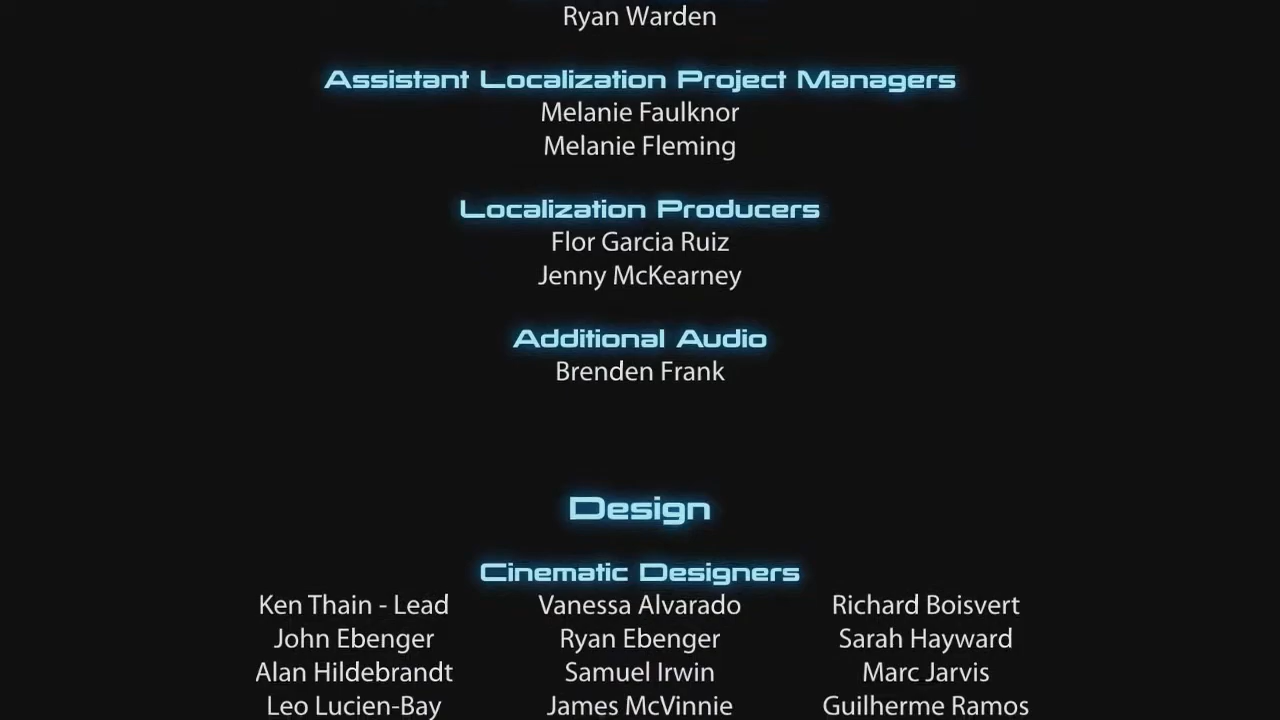 Ryan Warden
Assistant Localization Project Managers
Melanie Faulknor
Melanie Fleming
Localization Producers
Flor Garcia Ruiz
Jenny McKearney
Additional Audio
Brenden Frank
Design
Cinematic Designers
Ken Thain - Lead Vanessa Alvarado Richard Boisvert
John Ebenger Ryan Ebenger Sarah Hayward
Alan Hildebrandt Samuel Irwin Marc Jarvis
Leo Lucien-Bay James McVinnie Guilherme Ramos